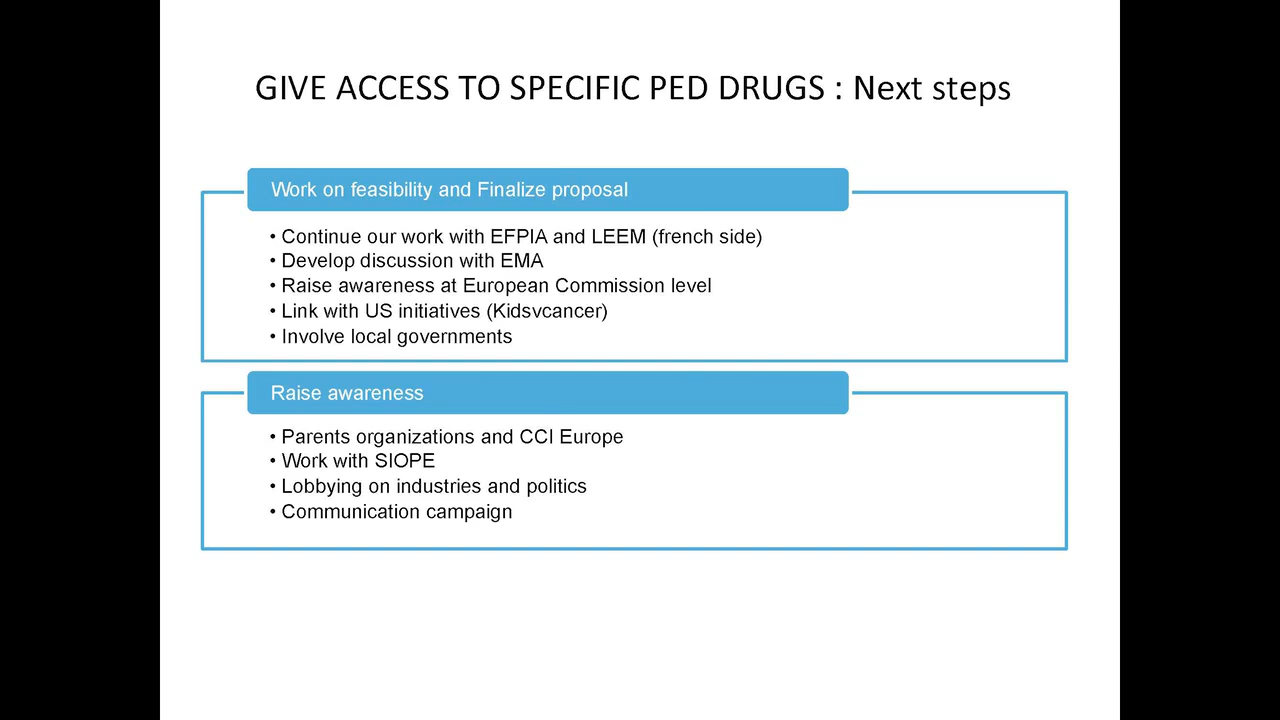 GIVE ACCESS TO SPECIFIC PED DRUGS : Next steps
Work on feasibility and Finalize proposal
• Continue our work with EFPIA and LEEM (french side)
• Develop discussion with EMA
• Raise awareness at European Commission level
• Link with US initiatives (Kidsvcancer)
• Involve local governments
Raise awareness
• Parents organizations and CCI Europe
• Work with SIOPE
• Lobbying on industries and politics
• Communication campaign